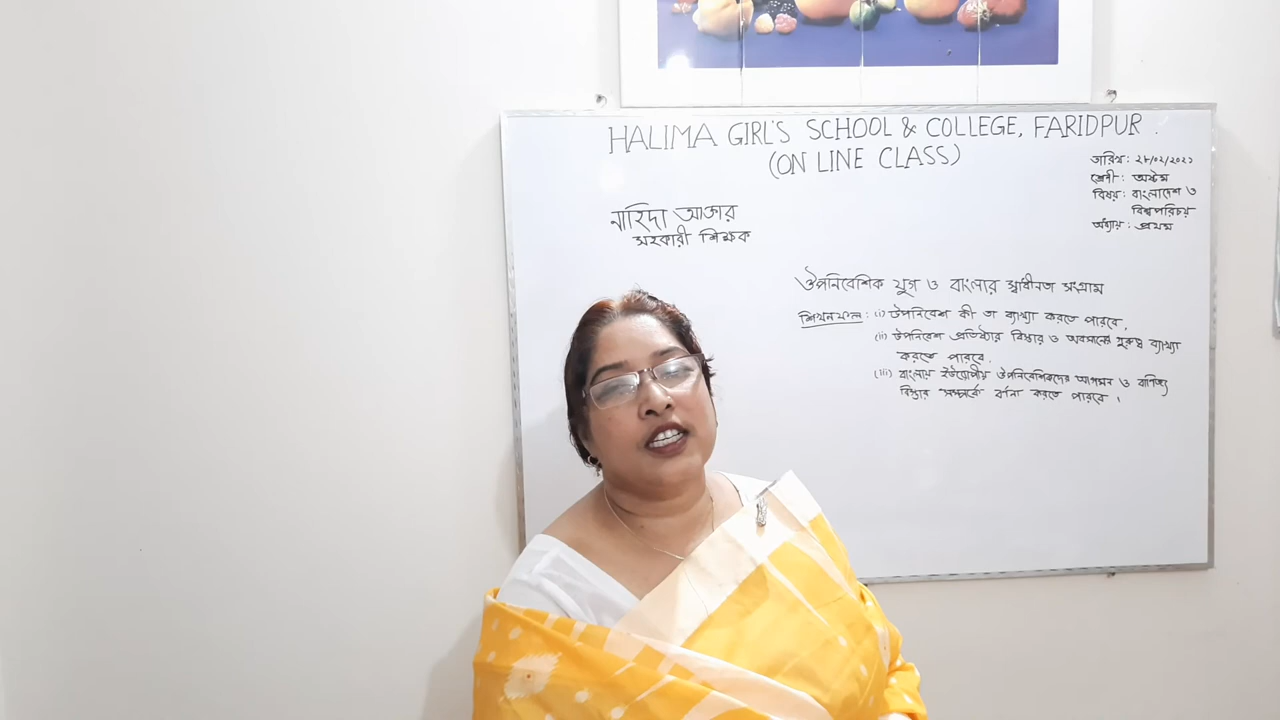 HALIMA GIRL'S SCHOOL & COLLEGE, FARIDPUR.
(ON LINE CLASS)
তারিখ: ২৮/০২/২০২১
শ্রেণী: অষ্টম
বিষয়: বাংলাদেশ ও
বিশ্বপরিচয়
অধ্যায়: প্রথম
নাহিদা আক্তার
সহকারী শিক্ষক
ঔপনিবেশিক যুগ ও বাংলার স্বাধীনতা সংগ্রাম
শিখনফল: (i) উপনিবেশ কী তা ব্যাখ্যা করতে পারবে,
(ii) উপনিবেশ প্রতিষ্ঠার বিস্তার ও অবসানের গুরুত্ব ব্যাখ্যা
করতে পারবে,
(iii) বাংলায় ইউরোপীয় ঔপনিবেশিকদের আগমন ও বাণিজ্য
বিস্তার সম্পর্কে বর্ণনা করতে পারবে।